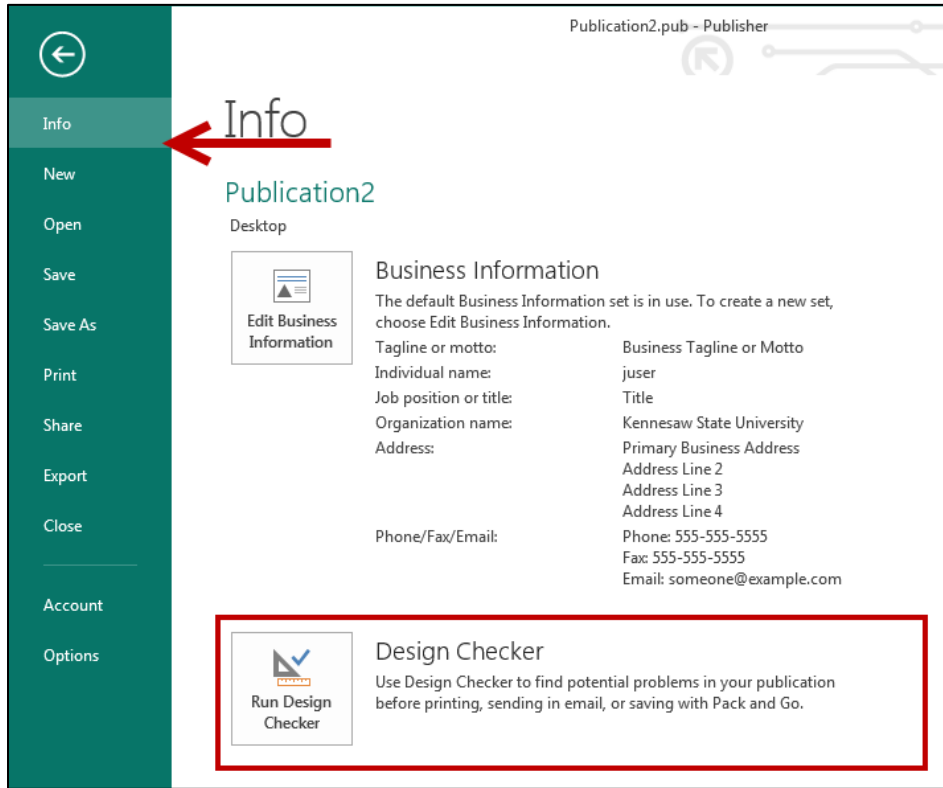 Publication2.pub - Publisher
Info
New
Open
Save
Save As
Print
Share
Export
Close
Account
Options
Info
Publication2
Desktop
Edit Business
Information
Business Information
The default Business Information set is in use. To create a new set,
choose Edit Business Information.
Tagline or motto: Business Tagline or Motto
Individual name: juser
Job position or title: Title
Organization name: Kennesaw State University
Address: Primary Business Address
Address Line 2
Address Line 3
Address Line 4
Phone/Fax/Email: Phone: 555-555-5555
Fax: 555-555-5555
Email: someone@example.com
Run Design
Checker
Design Checker
Use Design Checker to find potential problems in your publication
before printing, sending in email, or saving with Pack and Go.